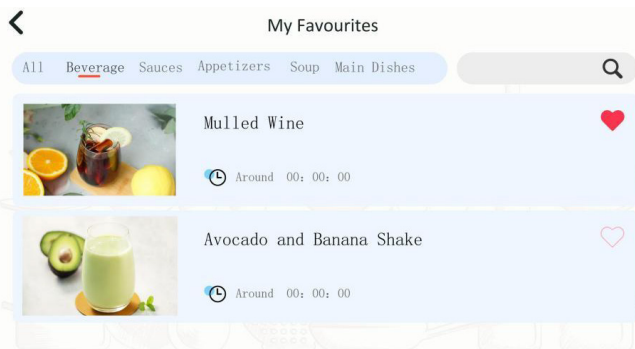 My Favourites
All Beverage Sauces Appetizers Soup Main Dishes
Mulled Wine
Around 00: 00: 00
Avocado and Banana Shake
Around 00: 00: 00